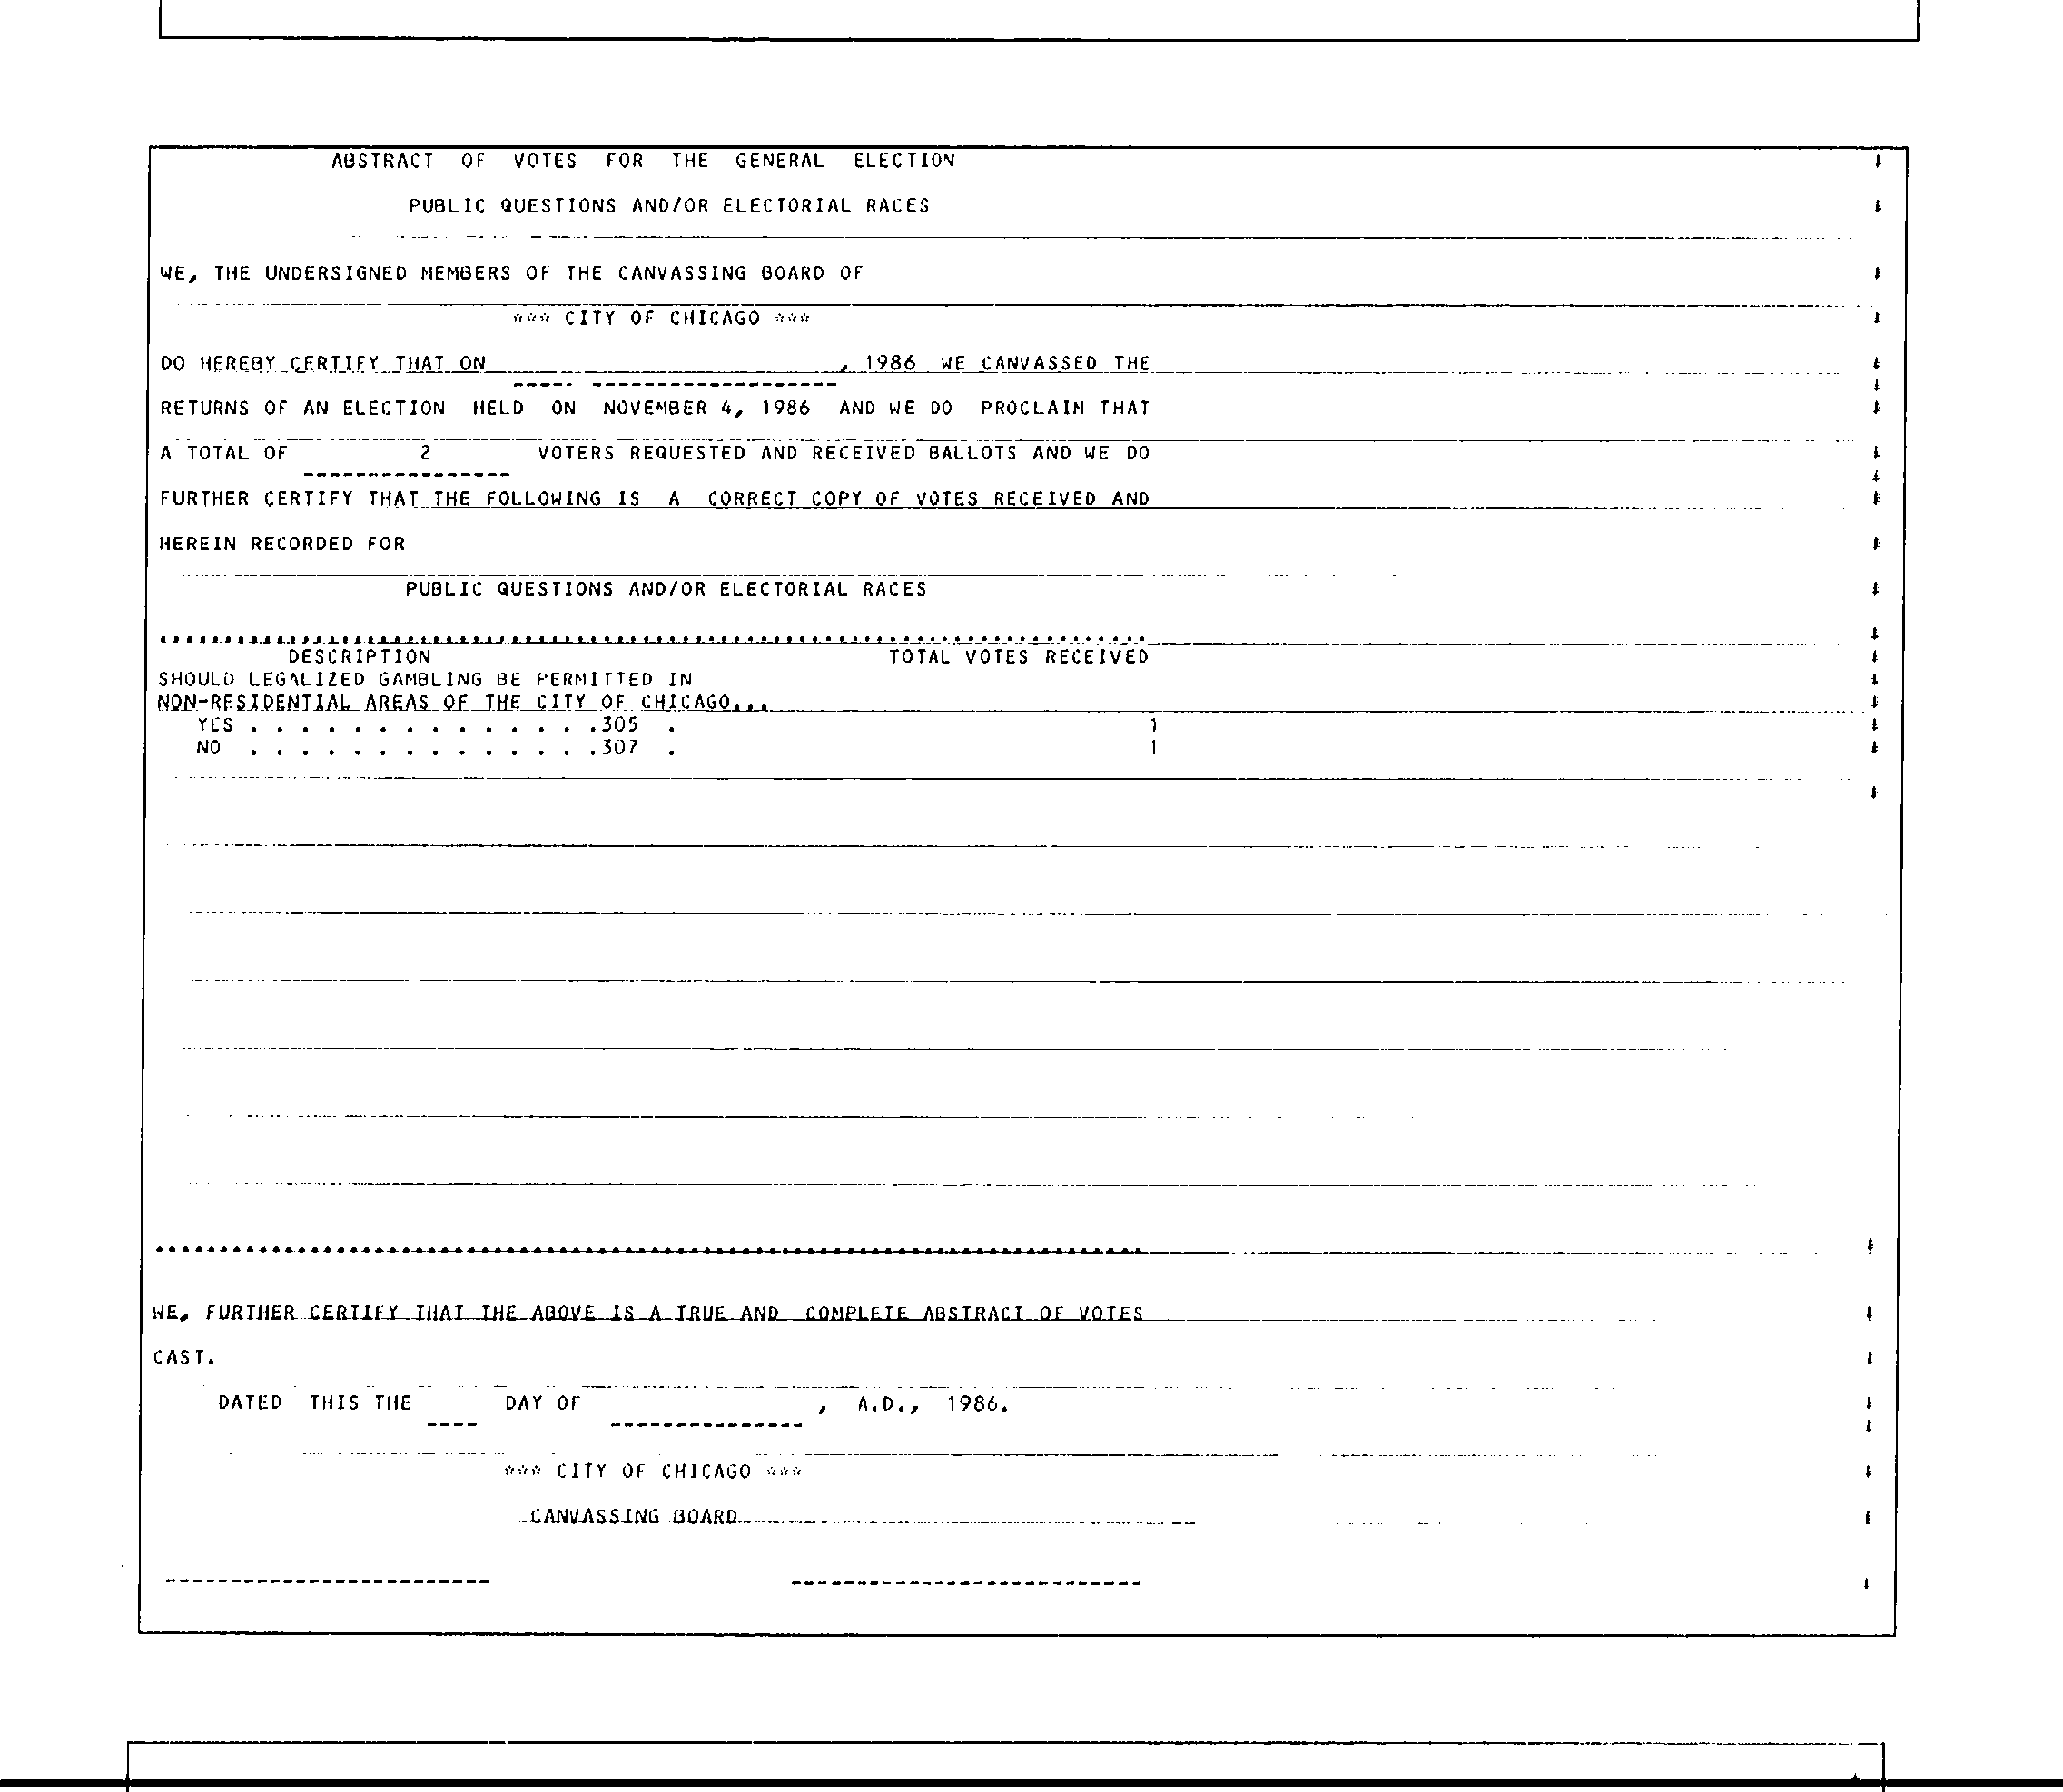 ABSTRACT OF VOTES FOR THE GENERAL ELECTION
PUBLIC QUESTIONS AND/OR ELECTORIAL RACES
WE, THE UNDERSIGNED MEMBERS OF THE CANVASSING BOARD OF
*** CITY OF CHICAGO ***
DO HEREBY CERTIFY THAT ON , 1986 WE CANVASSED THE
RETURNS OF AN ELECTION HELD ON NOVEMBER 4, 1986 AND WE DO PROCLAIM THAT
A TOTAL OF 2 VOTERS REQUESTED AND RECEIVED BALLOTS AND WE DO
FURTHER CERTIFY THAT THE FOLLOWING IS A CORRECT COPY OF VOTES RECEIVED AND
HEREIN RECORDED FOR
PUBLIC QUESTIONS AND/OR ELECTORIAL RACES
DESCRIPTION TOTAL VOTES RECEIVED
SHOULD LEGALIZED GAMBLING BE PERMITTED IN
NON-RESIDENTIAL AREAS OF THE CITY OF CHICAGO...
YES . . . . . . . . . . . . . .305 . 1
NO . . . . . . . . . . . . . .307 . 1
WE, FURTHER CERTIFY THAT THE ABOVE IS A TRUE AND COMPLETE ABSTRACT OF VOTES
CAST.
DATED THIS THE ---- DAY OF ---------------, A.D., 1986.
*** CITY OF CHICAGO ***
CANVASSING BOARD